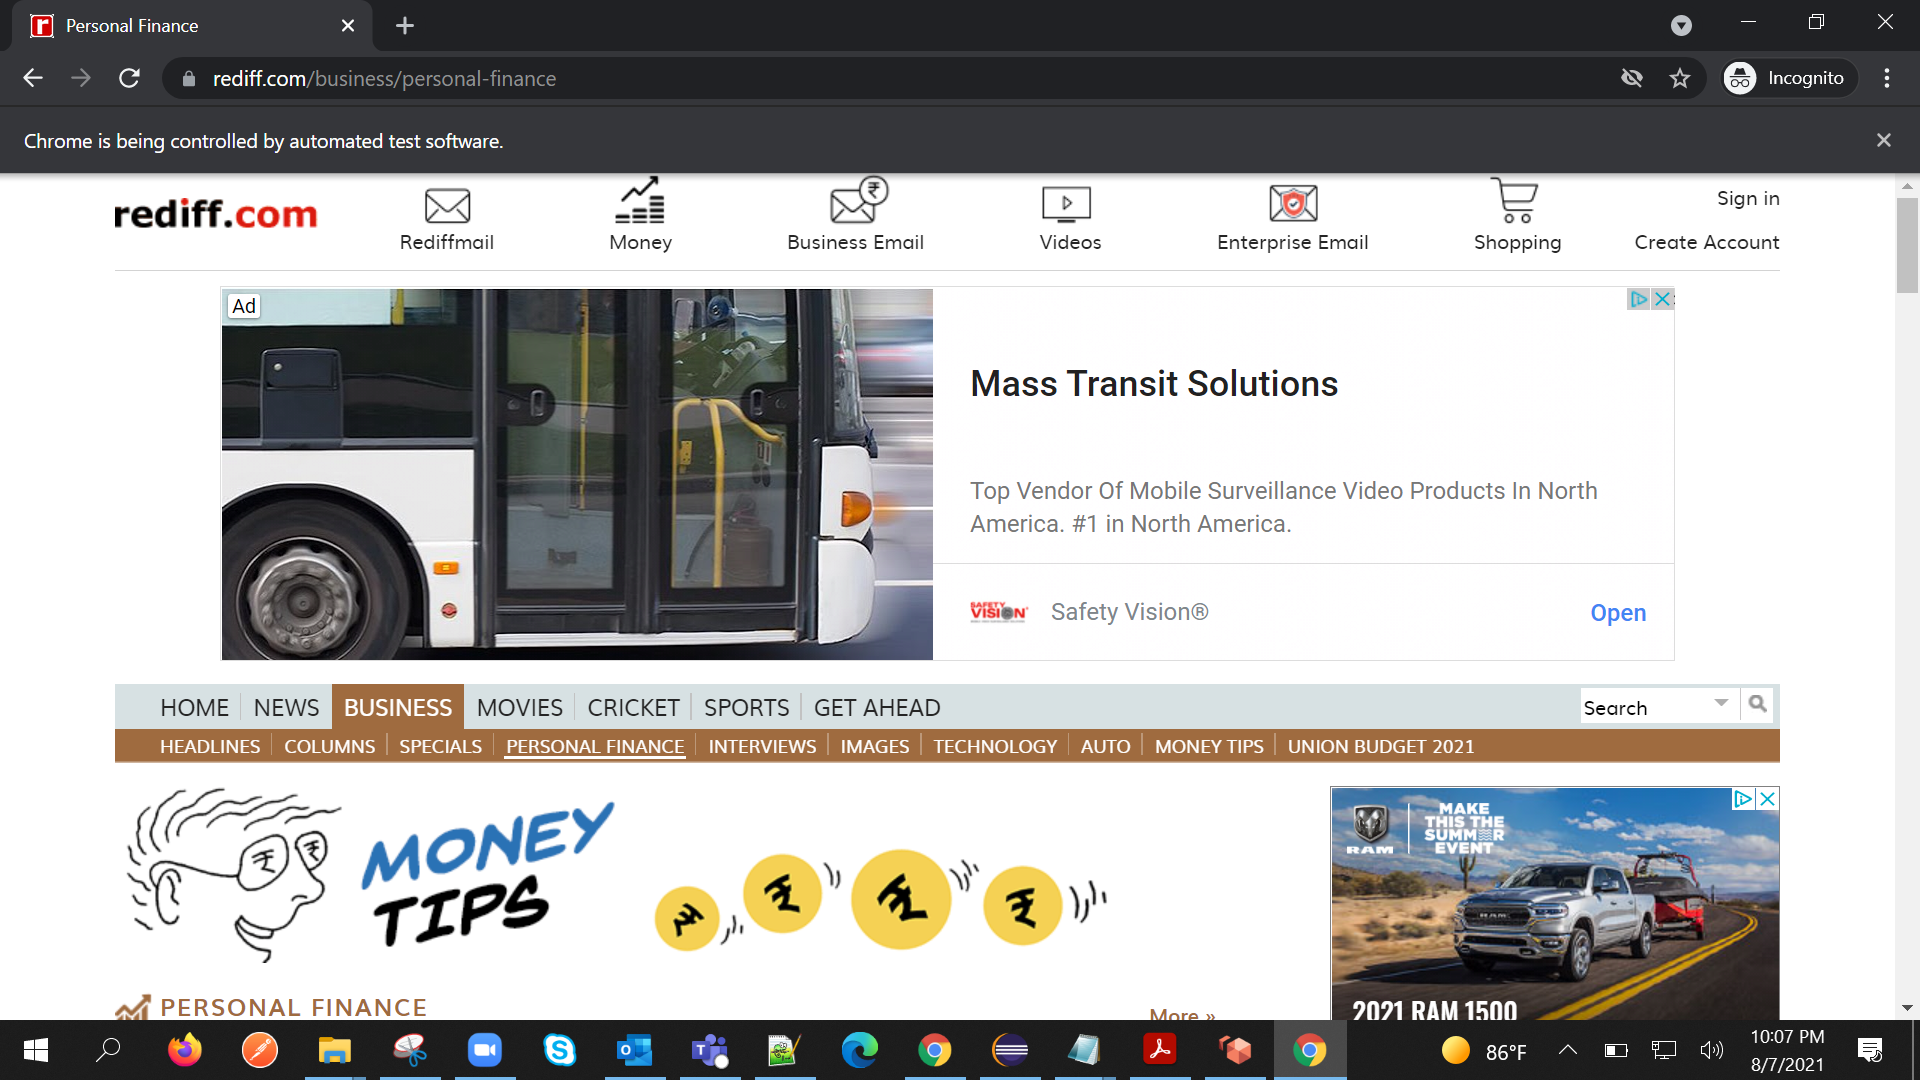 Personal Finance
rediff.com/business/personal-finance
Incognito
Chrome is being controlled by automated test software.
rediff.com
Rediffmail
Money
Business Email
Videos
Enterprise Email
Shopping
Sign in
Create Account
Ad
Mass Transit Solutions
Top Vendor Of Mobile Surveillance Video Products In North
America. #1 in North America.
SAFETY
VISION
Safety Vision®
Open
HOME NEWS BUSINESS MOVIES CRICKET SPORTS GET AHEAD
Search
HEADLINES COLUMNS SPECIALS PERSONAL FINANCE INTERVIEWS IMAGES TECHNOLOGY AUTO MONEY TIPS UNION BUDGET 2021
MONEY
TIPS
₹ ₹ ₹ ₹
RAM
MAKE
THIS THE
SUMMER
EVENT
RAM
2021 RAM 1500
PERSONAL FINANCE
More »
86°F
10:07 PM
8/7/2021